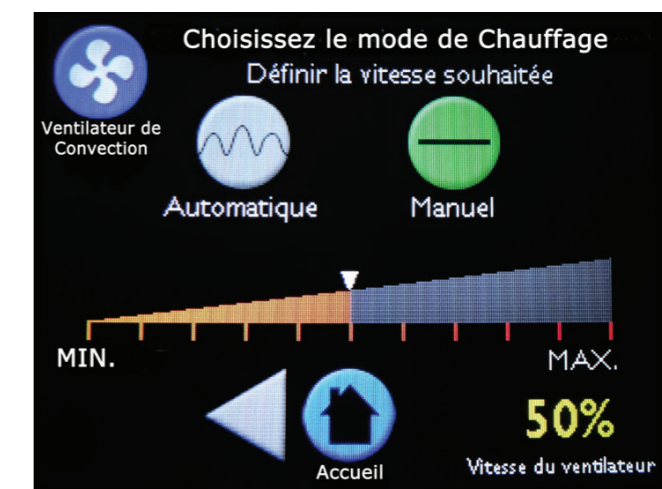 Choisissez le mode de Chauffage
Définir la vitesse souhaitée
Ventilateur de
Convection
Automatique
Manuel
MIN.
MAX.
50%
Accueil
Vitesse du ventilateur